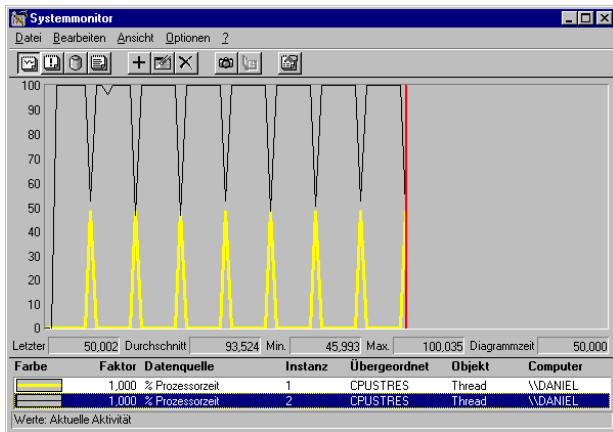 Systemmonitor
Datei Bearbeiten Ansicht Optionen ?
100
90
80
70
60
50
40
30
20
10
0
Letzter 50,002 Durchschnitt 93,524 Min. 45,993 Max. 100,035 Diagrammzeit 50,000
Farbe Faktor Datenquelle Instanz Übergeordnet Objekt Computer
1,000 % Prozessorzeit 1 CPUSTRES Thread \\DANIEL
1,000 % Prozessorzeit 2 CPUSTRES Thread \\DANIEL
Werte: Aktuelle Aktivität